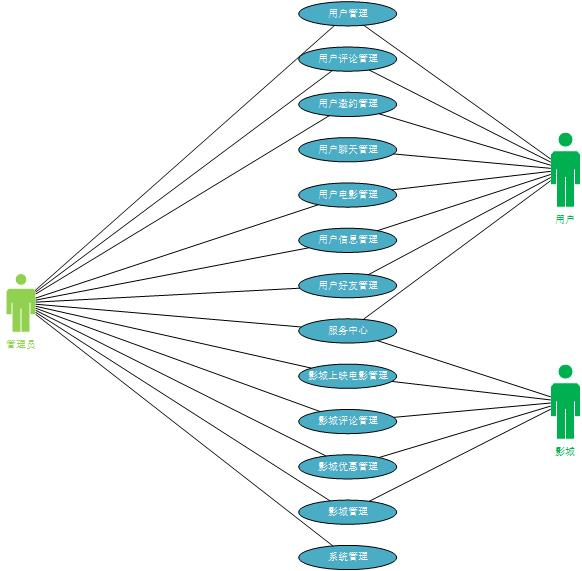 用户管理
用户评论管理
用户邀约管理
用户聊天管理
用户电影管理
用户信息管理
用户好友管理
服务中心
影城上映电影管理
影城评论管理
影城优惠管理
影城管理
系统管理
管理员
用户
影城